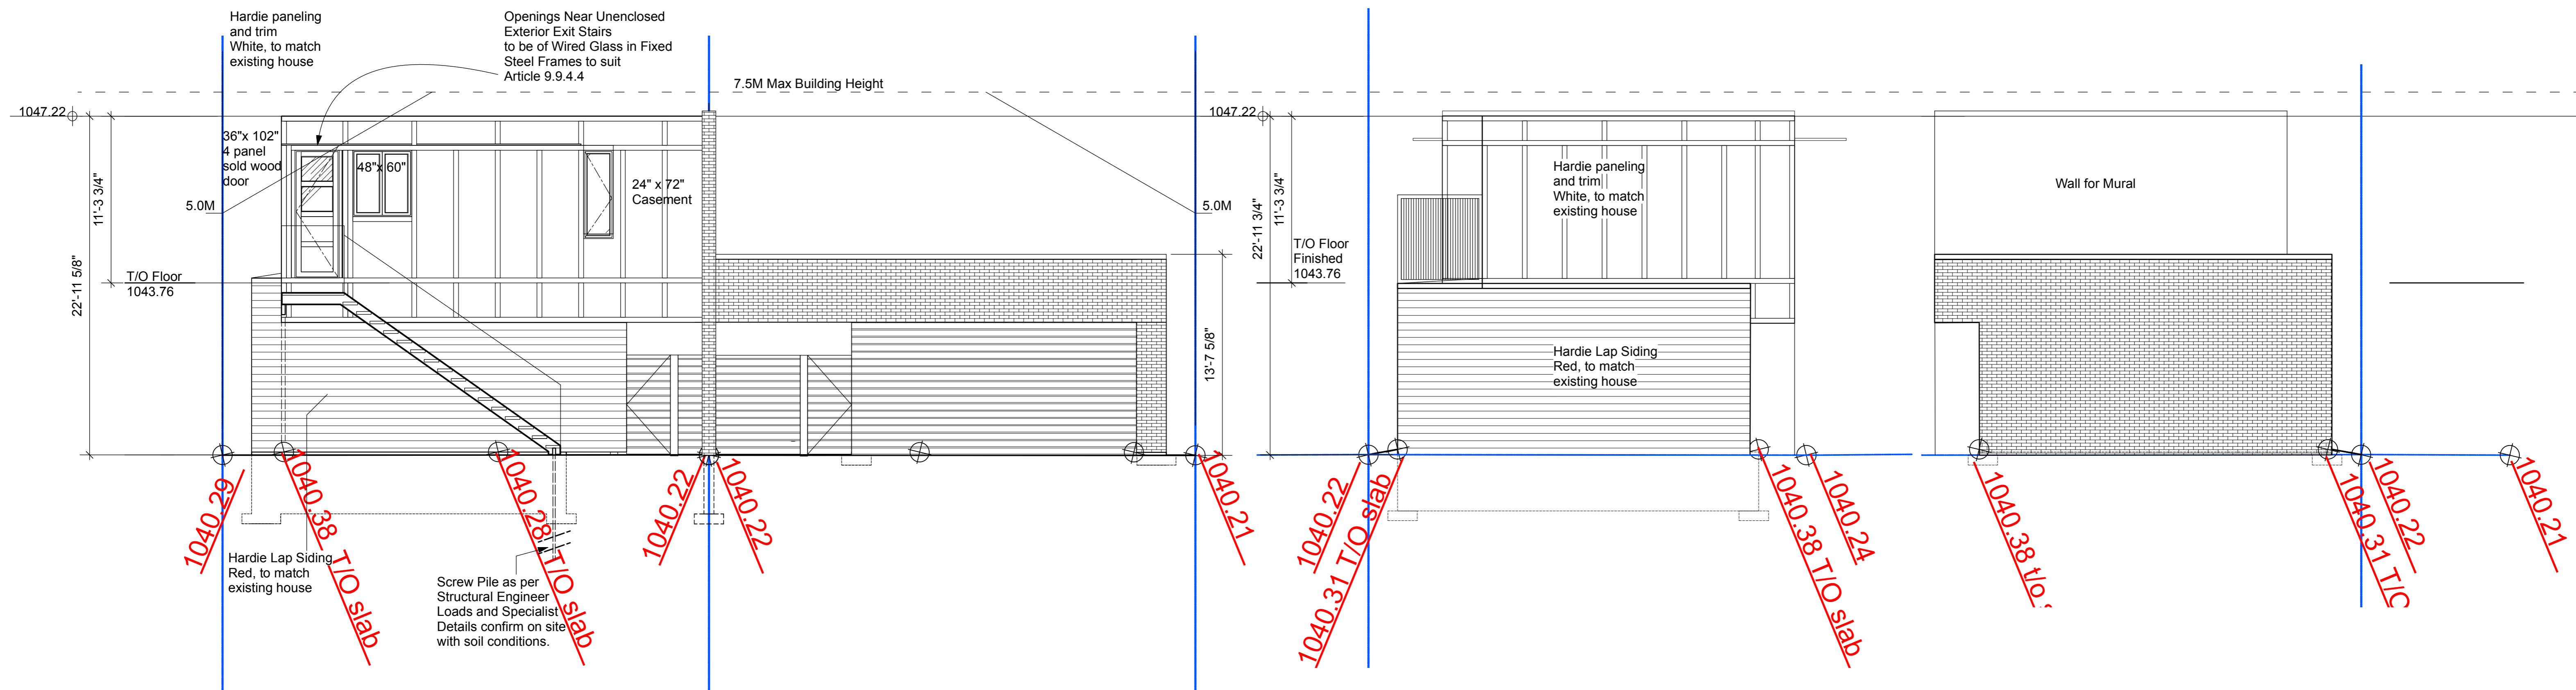 Hardie paneling
and trim
White, to match
existing house
Openings Near Unenclosed
Exterior Exit Stairs
to be of Wired Glass in Fixed
Steel Frames to suit
Article 9.9.4.4
7.5M Max Building Height
1047.22
36"x 102"
4 panel
sold wood
door
48"x 60"
24" x 72"
Casement
11'-3 3/4"
22'-11 5/8"
5.0M
T/O Floor
1043.76
5.0M
13'-7 5/8"
1040.29
1040.38 T/O slab
1040.28 T/O slab
1040.22
1040.22
1040.21
Hardie Lap Siding
Red, to match
existing house
Screw Pile as per
Structural Engineer
Loads and Specialist
Details confirm on site
with soil conditions.
1047.22
22'-11 3/4"
11'-3 3/4"
T/O Floor
Finished
1043.76
Hardie paneling
and trim
White, to match
existing house
Hardie Lap Siding
Red, to match
existing house
1040.22
1040.31 T/O slab
1040.38 T/O slab
1040.24
Wall for Mural
1040.38 t/o
1040.31 T/O
1040.22
1040.21